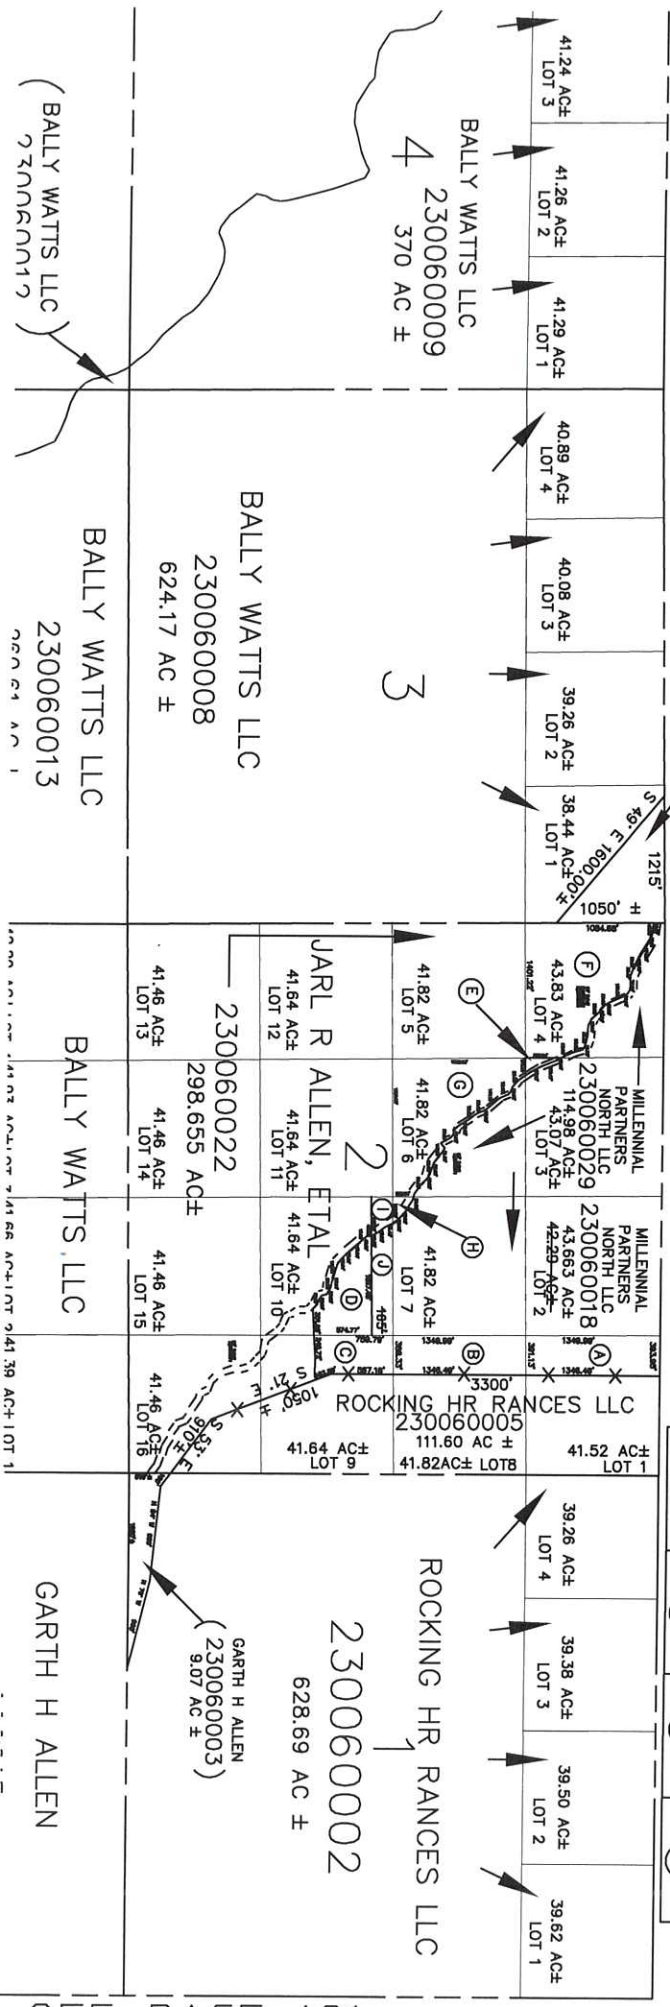 41.24 AC±
LOT 3
41.26 AC±
LOT 2
41.29 AC±
LOT 1
BALLY WATTS LLC
230060009
370 AC ±
4
(BALLY WATTS LLC
230060012)
40.89 AC±
LOT 4
40.08 AC±
LOT 3
39.26 AC±
LOT 2
38.44 AC±
LOT 1
S 49° E 1600.00'±
1215'
1050' ±
3
BALLY WATTS LLC
230060008
624.17 AC ±
BALLY WATTS LLC
230060013
F
43.83 AC±
LOT 4
E
MILLENNIAL
PARTNERS
NORTH LLC
230060029
114.98 AC±
43.07 AC±
LOT 3
MILLENNIAL
PARTNERS
NORTH LLC
230060018
43.663 AC±
42.29 AC±
LOT 2
41.82 AC±
LOT 5
G
41.82 AC±
LOT 6
H
41.82 AC±
LOT 7
I
J
D
165'
A
B
C
3300'
JARL R ALLEN, ETAL
2
41.64 AC±
LOT 12
41.64 AC±
LOT 11
41.64 AC±
LOT 10
230060022
298.655 AC±
41.46 AC±
LOT 13
41.46 AC±
LOT 14
41.46 AC±
LOT 15
41.46 AC±
LOT 16
S 21° E
1050' ±
S 53° E
910' ±
ROCKING HR RANCES LLC
230060005
111.60 AC ±
41.52 AC±
LOT 1
41.82AC± LOT8
41.64 AC±
LOT 9
BALLY WATTS, LLC
39.26 AC±
LOT 4
39.38 AC±
LOT 3
39.50 AC±
LOT 2
39.62 AC±
LOT 1
ROCKING HR RANCES LLC
1
230060002
628.69 AC ±
GARTH H ALLEN
(230060003)
9.07 AC ±
GARTH H ALLEN